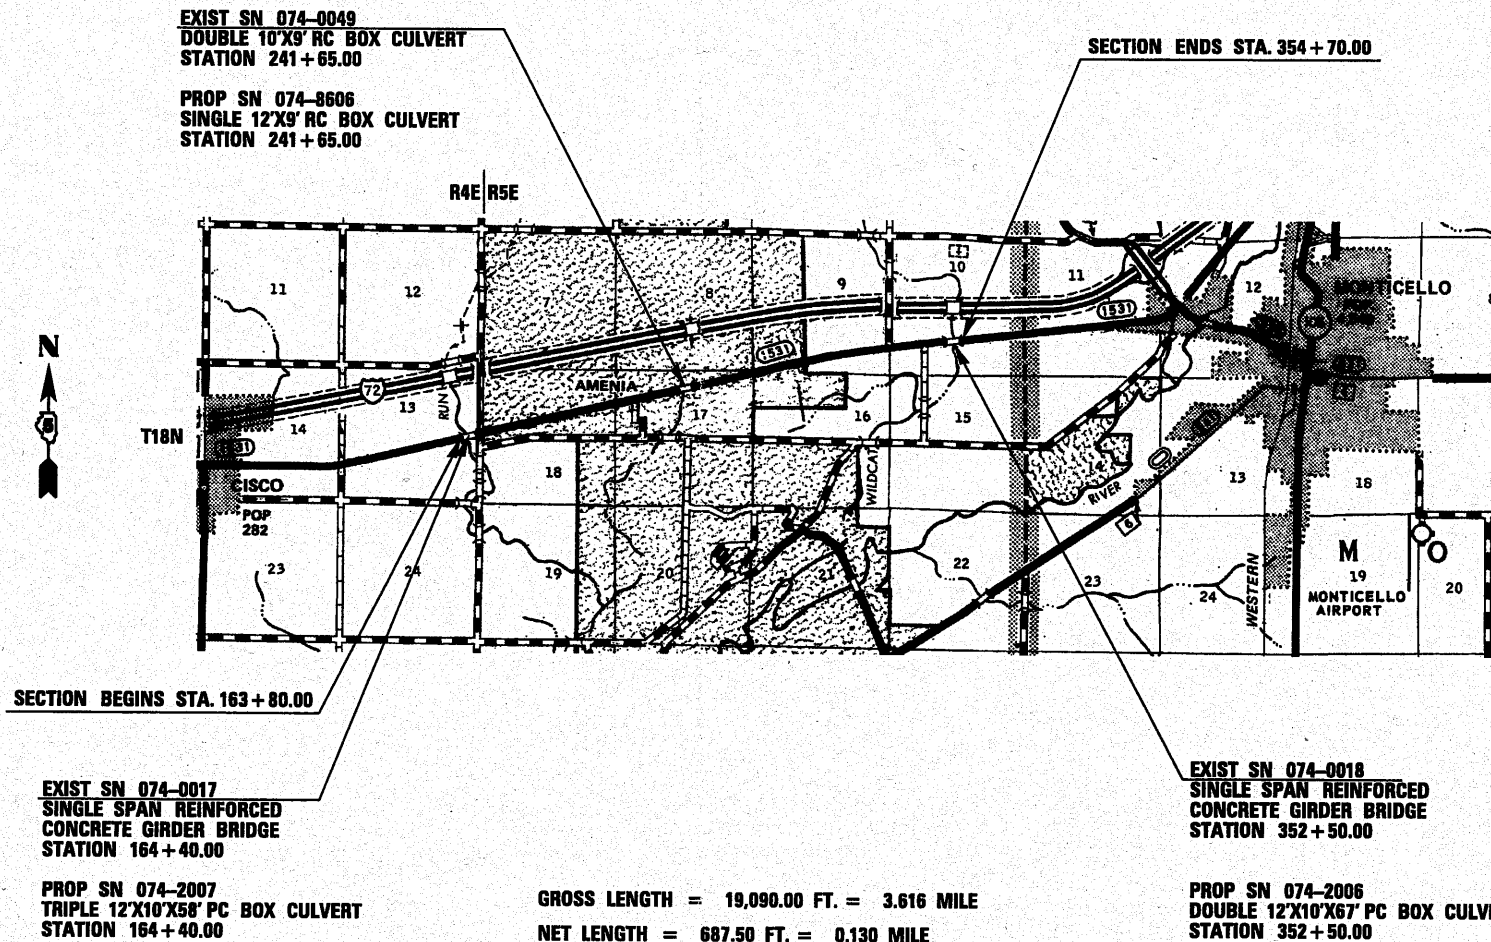 EXIST SN 074-0049
DOUBLE 10'X9' RC BOX CULVERT
STATION 241+65.00
PROP SN 074-8606
SINGLE 12'X9' RC BOX CULVERT
STATION 241+65.00
SECTION ENDS STA. 354+70.00
R4E R5E
11
12
7
8
9
10
11
12
MONTICELLO
POP
N
1531
1531
72
AMENIA
13
RUN
14
17
16
15
T18N
CISCO
POP
282
18
WILDCAT
RIVER
13
18
6
23
24
19
20
21
22
23
24
WESTERN
M
19
MONTICELLO
AIRPORT
O
20
SECTION BEGINS STA. 163+80.00
EXIST SN 074-0017
SINGLE SPAN REINFORCED
CONCRETE GIRDER BRIDGE
STATION 164+40.00
PROP SN 074-2007
TRIPLE 12'X10'X58' PC BOX CULVERT
STATION 164+40.00
GROSS LENGTH = 19,090.00 FT. = 3.616 MILE
NET LENGTH = 687.50 FT. = 0.130 MILE
EXIST SN 074-0018
SINGLE SPAN REINFORCED
CONCRETE GIRDER BRIDGE
STATION 352+50.00
PROP SN 074-2006
DOUBLE 12'X10'X67' PC BOX CULVE
STATION 352+50.00